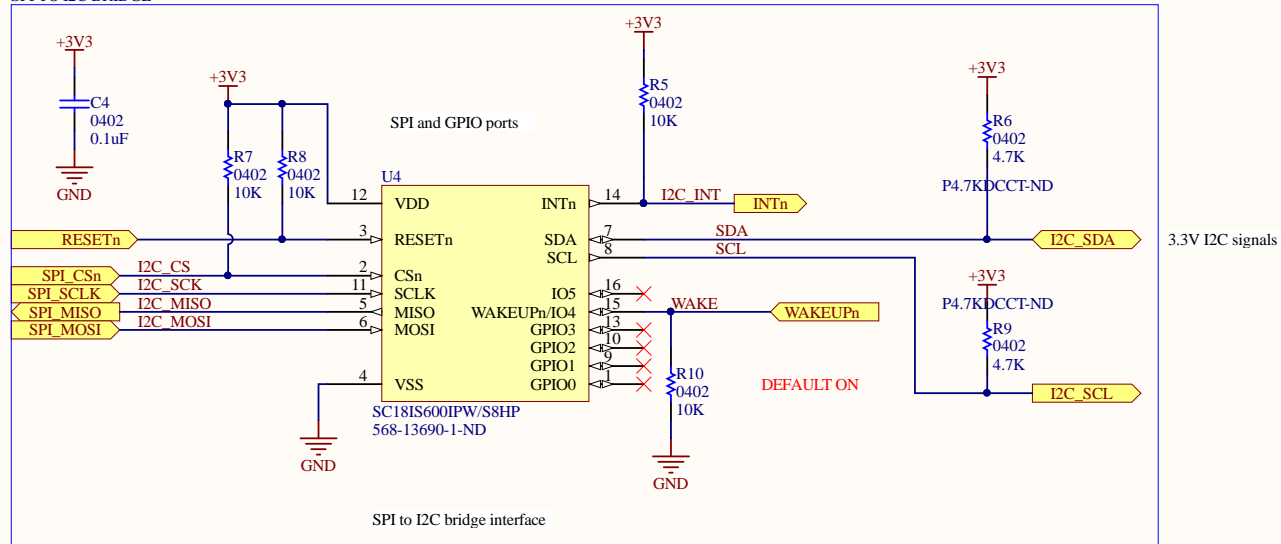 SPI TO I2C BRIDGE
+3V3
C4
0402
0.1uF
GND
+3V3
R7
0402
10K
R8
0402
10K
SPI and GPIO ports
+3V3
R5
0402
10K
+3V3
R6
0402
4.7K
P4.7KDCCT-ND
U4
12 VDD
INTn 14 I2C_INT INTn
RESETn 3 RESETn
SDA 7 SDA I2C_SDA 3.3V I2C signals
SCL 8 SCL
SPI_CSn I2C_CS 2 CSn
SPI_SCLK I2C_SCK 11 SCLK
SPI_MISO I2C_MISO 5 MISO
SPI_MOSI I2C_MOSI 6 MOSI
IO5 16
WAKEUPn/IO4 15 WAKE WAKEUPn
GPIO3 13
GPIO2 10
GPIO1 9
GPIO0 1
4 VSS
+3V3
P4.7KDCCT-ND
R9
0402
4.7K
I2C_SCL
R10
0402
10K
DEFAULT ON
SC18IS600IPW/S8HP
568-13690-1-ND
GND
GND
SPI to I2C bridge interface